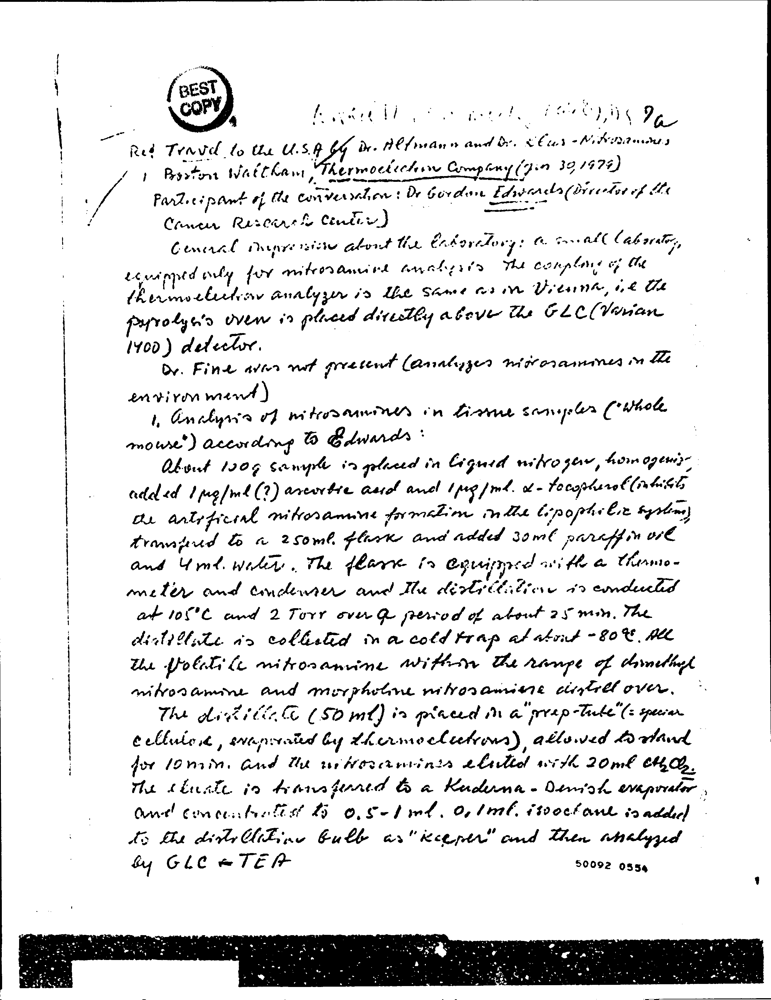 BEST
COPY
9a
Ref Travel to the U.S.A by Dr. Altmann and Dr. Klus - Nitrosamines
1 Boston Waltham, Thermoelectron Company (Jan 30, 1979)
Participant of the conversation: Dr Gordon Edwards (Director of the
Cancer Research Center)
General impression about the laboratory: a small laboratory,
equipped only for nitrosamine analysis The coupling of the
thermoelectron analyzer is the same as in Vienna, i.e the
pyrolysis oven is placed directly above the GLC (Varian
1400) detector.
Dr. Fine was not present (analyzes nitrosamines in the
environment)
1. Analysis of nitrosamines in tissue samples ("whole
mouse") according to Edwards:
About 120g sample is placed in liquid nitrogen, homogeniz.,
added 1 µg/ml (?) ascorbic acid and 1 µg/ml. α-tocopherol (inhibits
the artificial nitrosamine formation in the lipophilic system),
transfered to a 250ml. flask and added 30ml paraffin oil
and 4 ml. water. The flask is equipped with a thermo-
meter and condenser and the distillation is conducted
at 105°C and 2 Torr over a period of about 25 min. The
distillate is collected in a cold trap at about -80°C. All
the volatile nitrosamine within the range of dimethyl
nitrosamine and morpholine nitrosamine distill over.
The distillate (50 ml) is placed in a "prep-Tube" (= special
cellulose, evaporated by thermoelectrons), allowed to stand
for 10 min. and the nitrosamines eluted with 20ml CH2Cl2.
The eluate is transferred to a Kuderna-Denish evaporator
and concentrated to 0.5-1 ml. 0.1ml. isooctane is added
to the distillation bulb as "keeper" and then analyzed
by GLC - TEA
50092 0554